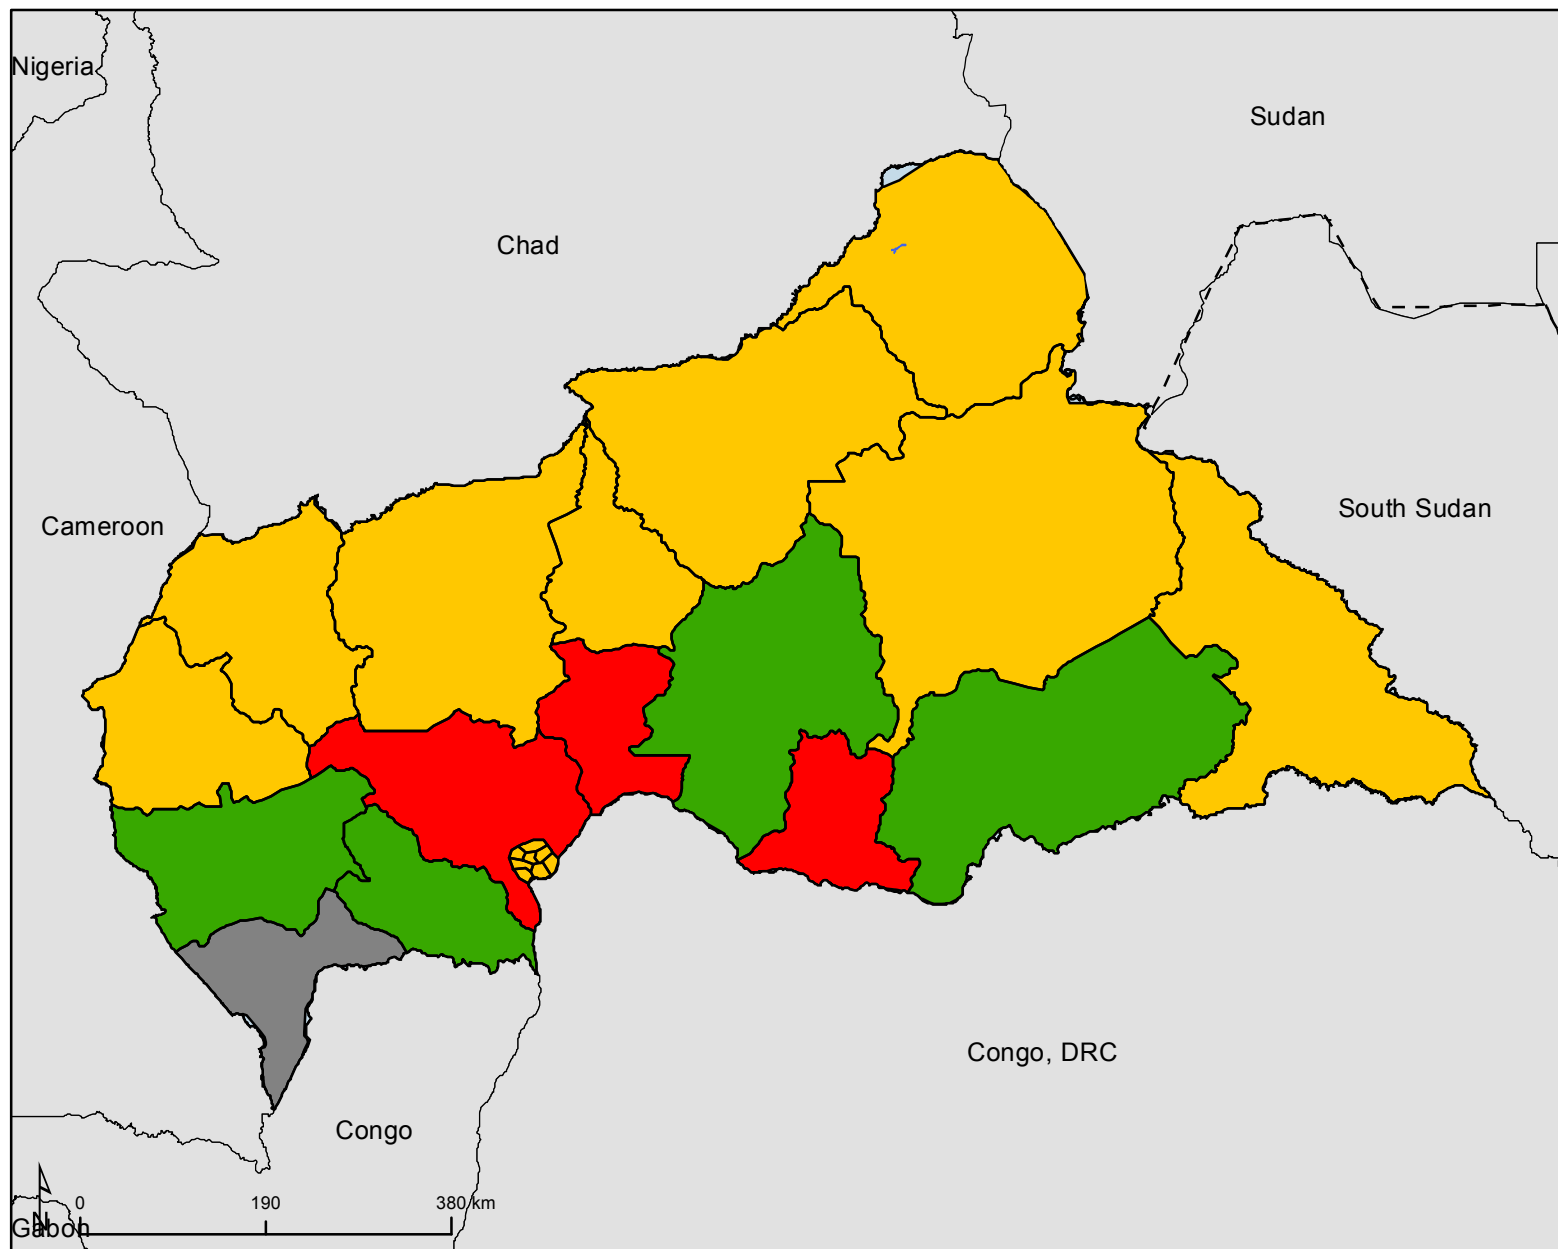 Nigeria
Sudan
Chad
South Sudan
Cameroon
Congo, DRC
Congo
0 190 380 km
N
Gabon